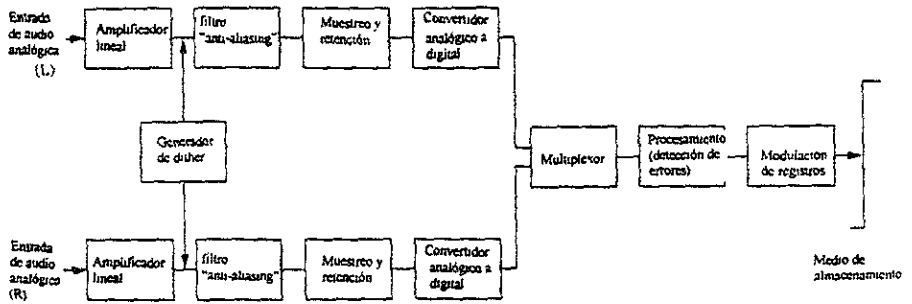 Entrada
de audio
analógica
(L)
Amplificador
lineal
filtro
"anti-aliasing"
Muestreo y
retención
Convertidor
analógico a
digital
Generador
de dither
Multiplexor
Procesamiento
(detección de
errores)
Modulación
de registros
Medio de
almacenamiento
Entrada
de audio
analógica
(R)
Amplificador
lineal
filtro
"anti-aliasing"
Muestreo y
retención
Convertidor
analógico a
digital